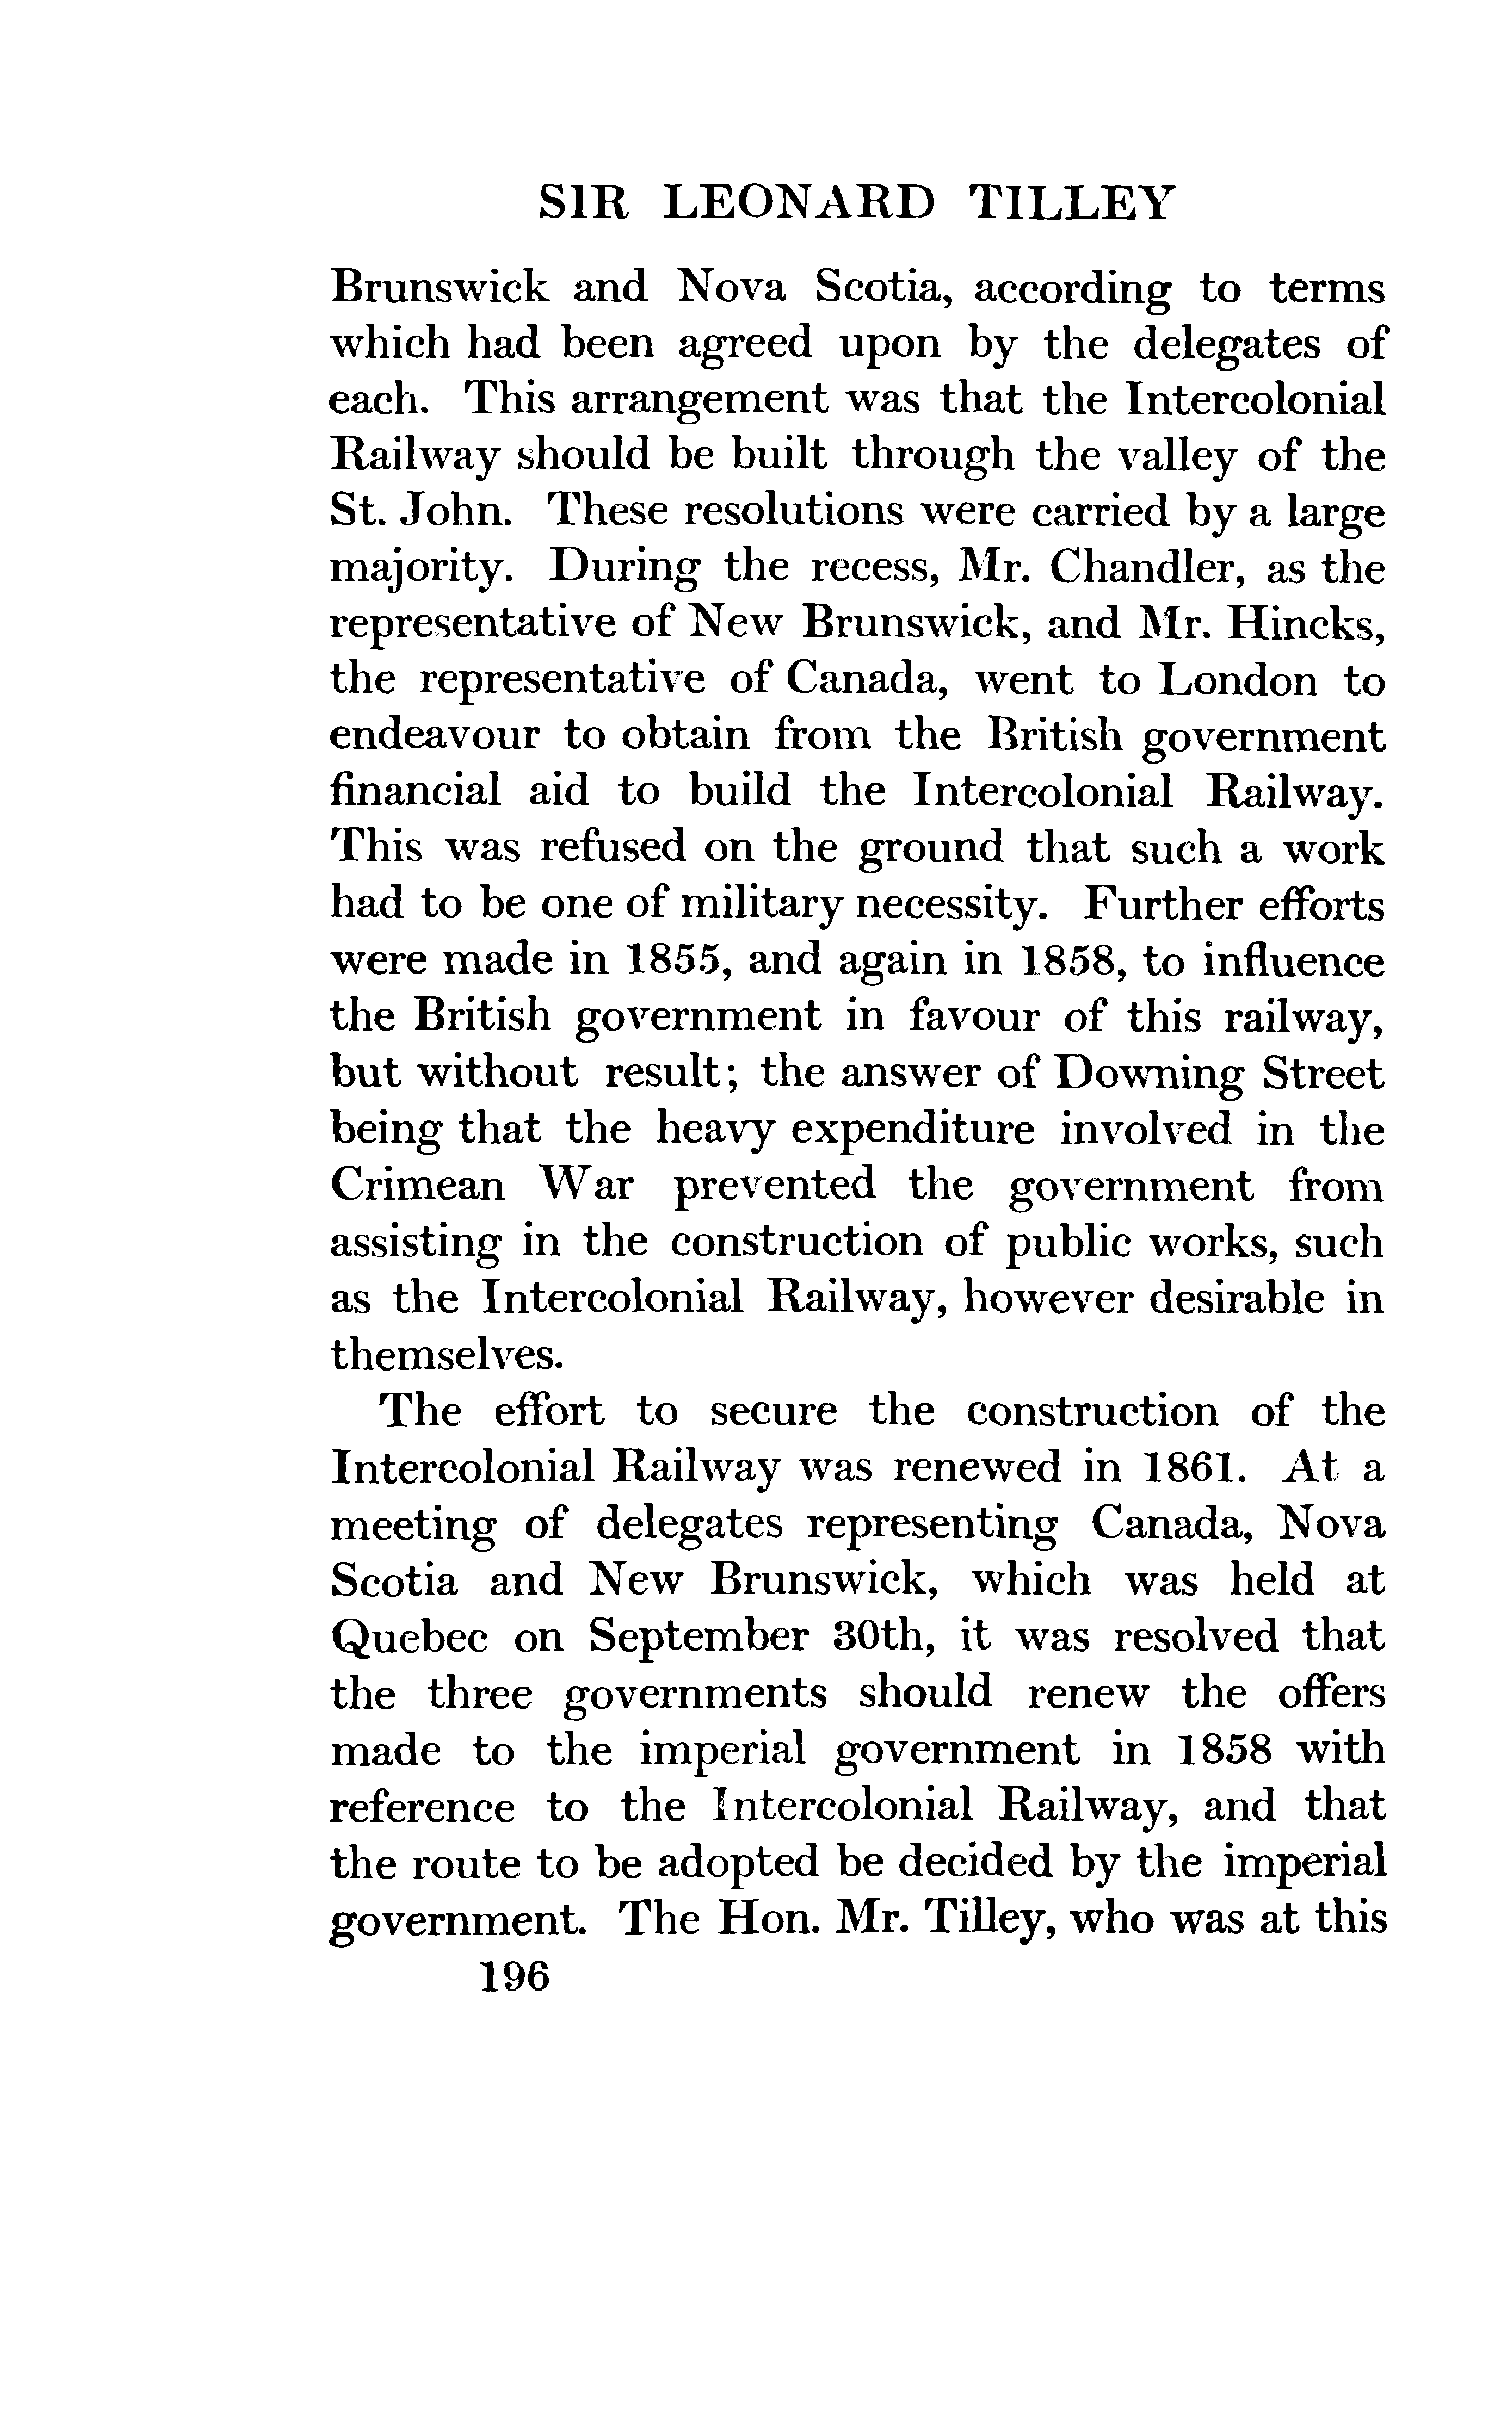 SIR LEONARD TILLEY
Brunswick and Nova Scotia, according to terms
which had been agreed upon by the delegates of
each. This arrangement was that the Intercolonial
Railway should be built through the valley of the
St. John. These resolutions were carried by a large
majority. During the recess, Mr. Chandler, as the
representative of New Brunswick, and Mr. Hincks,
the representative of Canada, went to London to
endeavour to obtain from the British government
financial aid to build the Intercolonial Railway.
This was refused on the ground that such a work
had to be one of military necessity. Further efforts
were made in 1855, and again in 1858, to influence
the British government in favour of this railway,
but without result; the answer of Downing Street
being that the heavy expenditure involved in the
Crimean War prevented the government from
assisting in the construction of public works, such
as the Intercolonial Railway, however desirable in
themselves.
The effort to secure the construction of the
Intercolonial Railway was renewed in 1861. At a
meeting of delegates representing Canada, Nova
Scotia and New Brunswick, which was held at
Quebec on September 30th, it was resolved that
the three governments should renew the offers
made to the imperial government in 1858 with
reference to the Intercolonial Railway, and that
the route to be adopted be decided by the imperial
government. The Hon. Mr. Tilley, who was at this
196